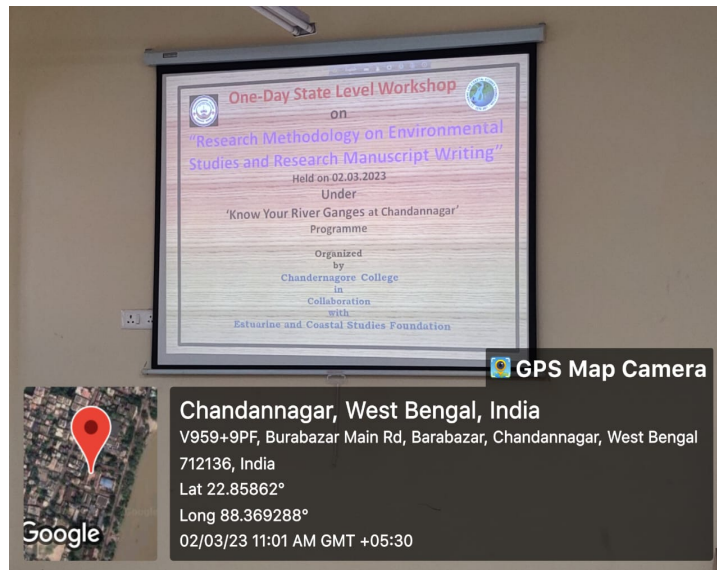 One-Day State Level Workshop
on
"Research Methodology on Environmental
Studies and Research Manuscript Writing"
Held on 02.03.2023
Under
'Know Your River Ganges at Chandannagar'
Programme
Organized
by
Chandernagore College
in
Collaboration
with
Estuarine and Coastal Studies Foundation
GPS Map Camera
Chandannagar, West Bengal, India
V959+9PF, Burabazar Main Rd, Barabazar, Chandannagar, West Bengal
712136, India
Lat 22.85862°
Long 88.369288°
02/03/23 11:01 AM GMT +05:30
Google